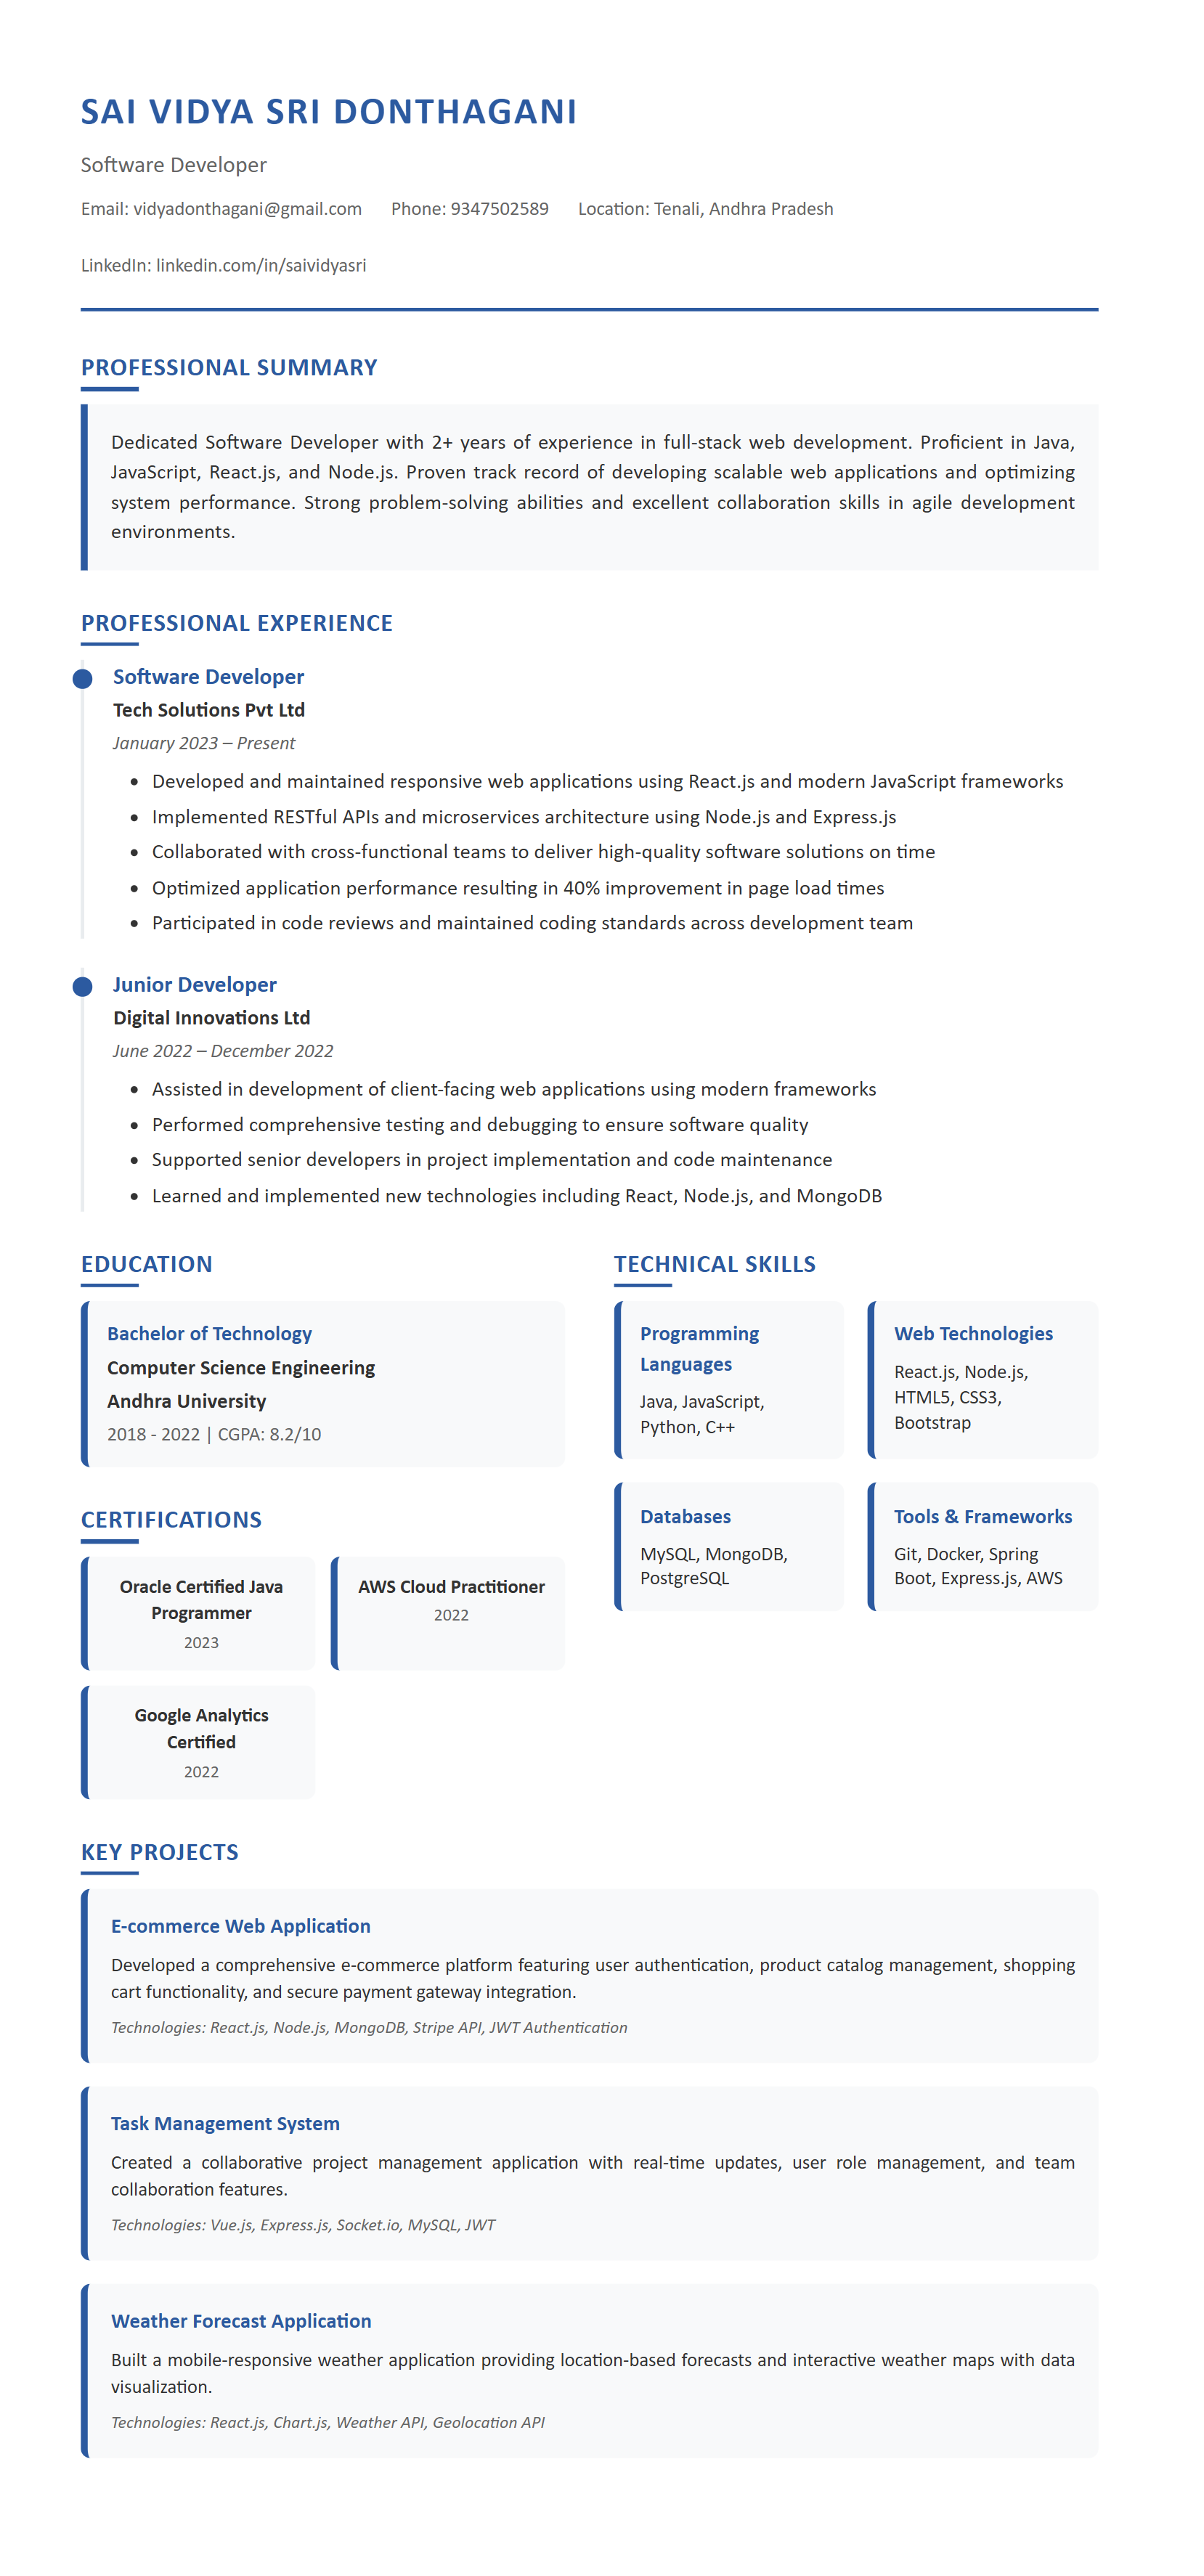 SAI VIDYA SRI DONTHAGANI
Software Developer
Email: vidyadonthagani@gmail.com Phone: 9347502589 Location: Tenali, Andhra Pradesh
LinkedIn: linkedin.com/in/saividyasri
PROFESSIONAL SUMMARY
Dedicated Software Developer with 2+ years of experience in full-stack web development. Proficient in Java,
JavaScript, React.js, and Node.js. Proven track record of developing scalable web applications and optimizing
system performance. Strong problem-solving abilities and excellent collaboration skills in agile development
environments.
PROFESSIONAL EXPERIENCE
Software Developer
Tech Solutions Pvt Ltd
January 2023 – Present
• Developed and maintained responsive web applications using React.js and modern JavaScript frameworks
• Implemented RESTful APIs and microservices architecture using Node.js and Express.js
• Collaborated with cross-functional teams to deliver high-quality software solutions on time
• Optimized application performance resulting in 40% improvement in page load times
• Participated in code reviews and maintained coding standards across development team
Junior Developer
Digital Innovations Ltd
June 2022 – December 2022
• Assisted in development of client-facing web applications using modern frameworks
• Performed comprehensive testing and debugging to ensure software quality
• Supported senior developers in project implementation and code maintenance
• Learned and implemented new technologies including React, Node.js, and MongoDB
EDUCATION
Bachelor of Technology
Computer Science Engineering
Andhra University
2018 - 2022 | CGPA: 8.2/10
CERTIFICATIONS
Oracle Certified Java
Programmer
2023
AWS Cloud Practitioner
2022
Google Analytics
Certified
2022
TECHNICAL SKILLS
Programming
Languages
Java, JavaScript,
Python, C++
Web Technologies
React.js, Node.js,
HTML5, CSS3,
Bootstrap
Databases
MySQL, MongoDB,
PostgreSQL
Tools & Frameworks
Git, Docker, Spring
Boot, Express.js, AWS
KEY PROJECTS
E-commerce Web Application
Developed a comprehensive e-commerce platform featuring user authentication, product catalog management, shopping
cart functionality, and secure payment gateway integration.
Technologies: React.js, Node.js, MongoDB, Stripe API, JWT Authentication
Task Management System
Created a collaborative project management application with real-time updates, user role management, and team
collaboration features.
Technologies: Vue.js, Express.js, Socket.io, MySQL, JWT
Weather Forecast Application
Built a mobile-responsive weather application providing location-based forecasts and interactive weather maps with data
visualization.
Technologies: React.js, Chart.js, Weather API, Geolocation API